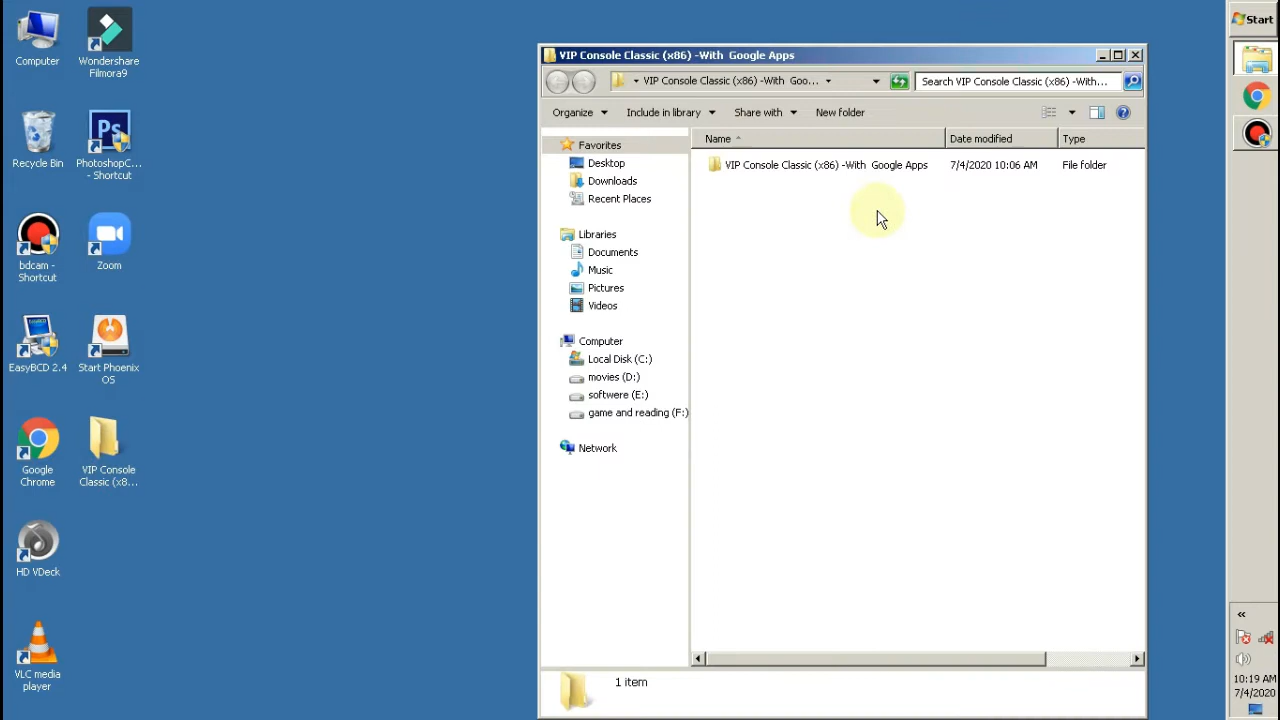 Computer
Wondershare
Filmora9
Recycle Bin
PhotoshopC...
- Shortcut
bdcam -
Shortcut
Zoom
EasyBCD 2.4
Start Phoenix
OS
Google
Chrome
VIP Console
Classic (x8...
HD VDeck
VLC media
player
VIP Console Classic (x86) -With Google Apps
VIP Console Classic (x86) -With Goo...
Search VIP Console Classic (x86) -With...
Organize
Include in library
Share with
New folder
Favorites
Desktop
Downloads
Recent Places
Libraries
Documents
Music
Pictures
Videos
Computer
Local Disk (C:)
movies (D:)
softwere (E:)
game and reading (F:)
Network
Name
Date modified
Type
VIP Console Classic (x86) -With Google Apps
7/4/2020 10:06 AM
File folder
1 item
Start
10:19 AM
7/4/2020